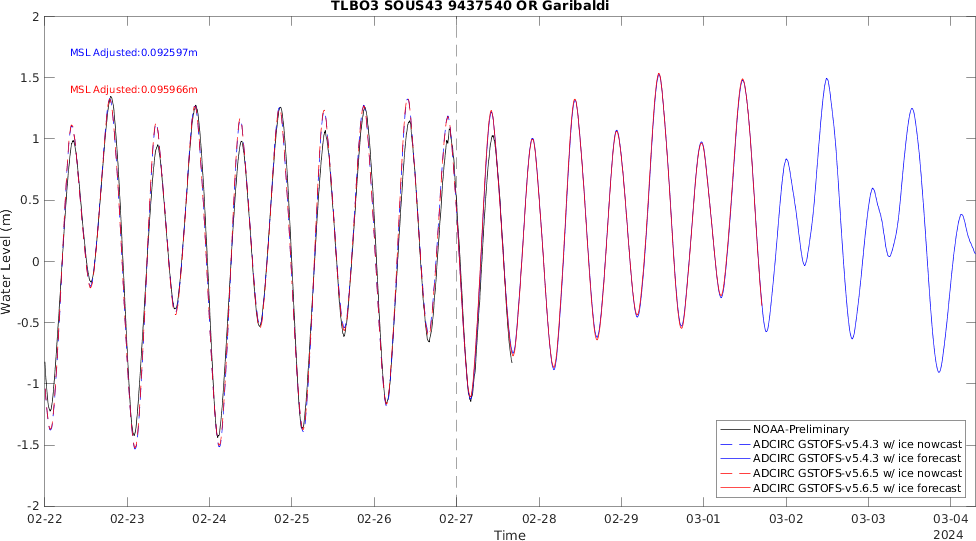 TLBO3 SOUS43 9437540 OR Garibaldi
MSL Adjusted:0.092597m
MSL Adjusted:0.095966m
Water Level (m)
2
1.5
1
0.5
0
-0.5
-1
-1.5
-2
NOAA-Preliminary
ADCIRC GSTOFS-v5.4.3 w/ ice nowcast
ADCIRC GSTOFS-v5.4.3 w/ ice forecast
ADCIRC GSTOFS-v5.6.5 w/ ice nowcast
ADCIRC GSTOFS-v5.6.5 w/ ice forecast
02-22 02-23 02-24 02-25 02-26 02-27 02-28 02-29 03-01 03-02 03-03 03-04
Time
2024